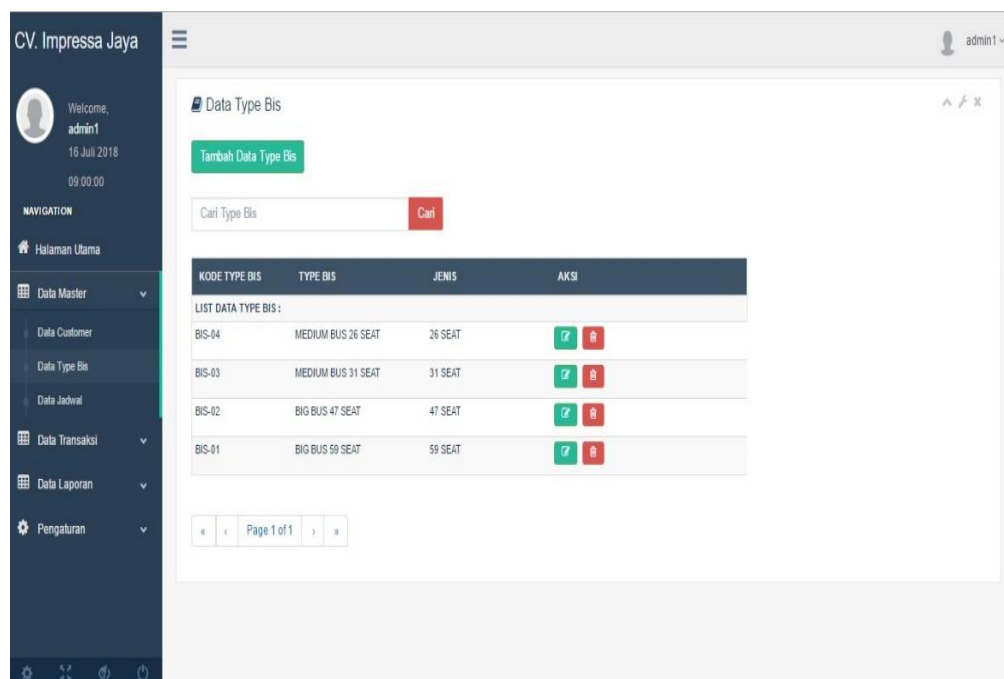 CV. Impressa Jaya
admin1
Welcome,
admin1
16 Juli 2018
09:00:00
NAVIGATION
Halaman Utama
Data Master
Data Customer
Data Type Bis
Data Jadwal
Data Transaksi
Data Laporan
Pengaturan
Data Type Bis
Tambah Data Type Bis
Cari Type Bis Cari
KODE TYPE BIS TYPE BIS JENIS AKSI
LIST DATA TYPE BIS :
BIS-04 MEDIUM BUS 26 SEAT 26 SEAT
BIS-03 MEDIUM BUS 31 SEAT 31 SEAT
BIS-02 BIG BUS 47 SEAT 47 SEAT
BIS-01 BIG BUS 59 SEAT 59 SEAT
« ‹ Page 1 of 1 › »